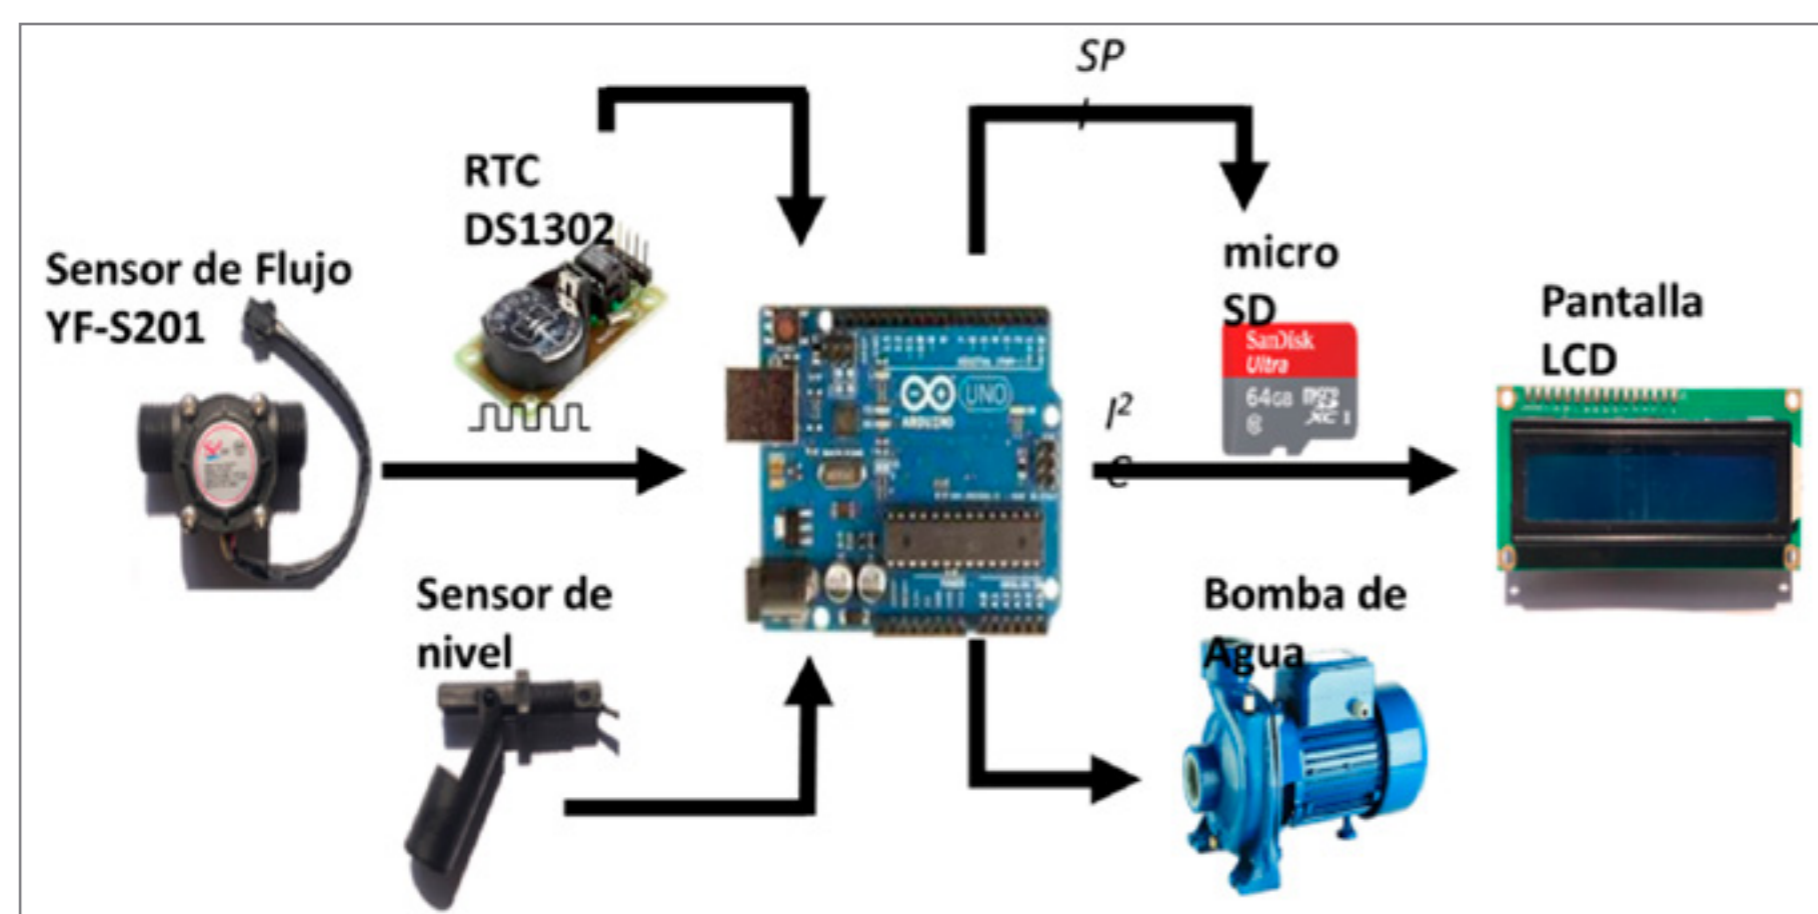 SP
RTC
DS1302
Sensor de Flujo
YF-S201
micro
SD
SanDisk
Ultra
64GB
Pantalla
LCD
UNO
ARDUINO
I²
C
Sensor de
nivel
Bomba de
Agua